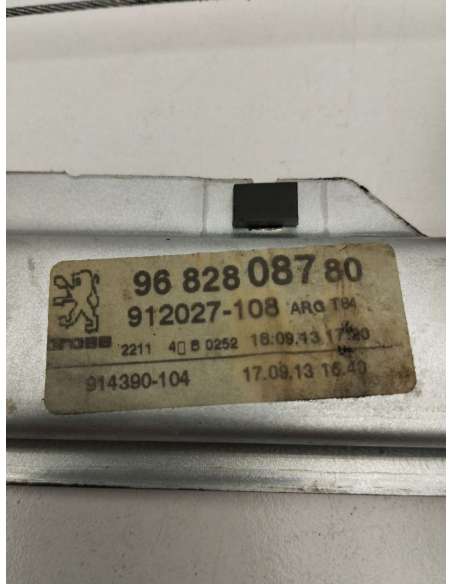 96 828 087 80
912027-108 ARG T84
BROSE
2211 4▯ B 0252 18.09.13 17:20
914390-104 17.09.13 16.40